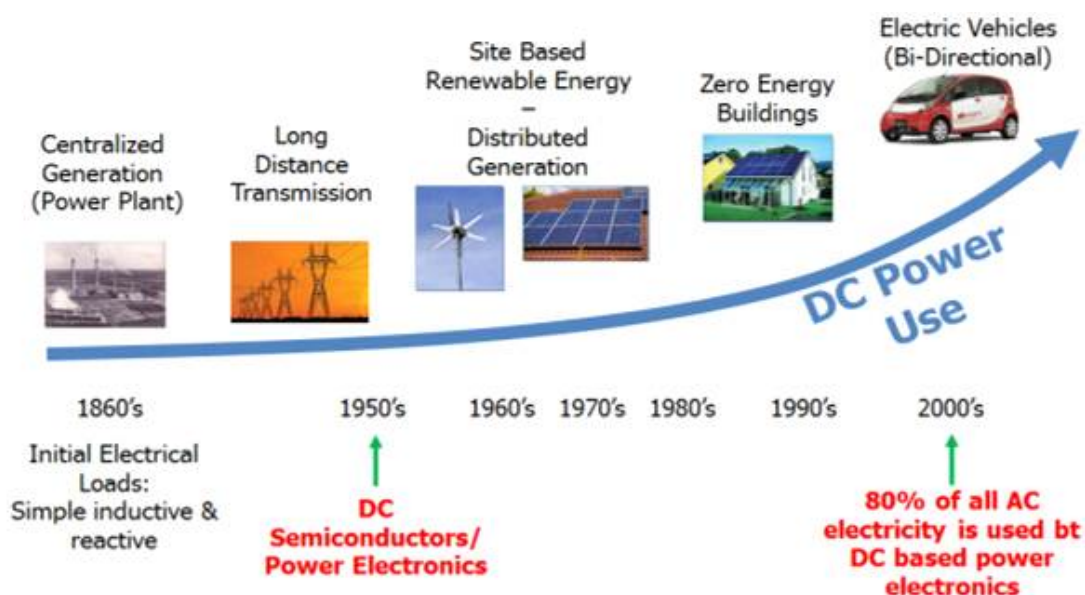 Centralized
Generation
(Power Plant)
Long
Distance
Transmission
Site Based
Renewable Energy
–
Distributed
Generation
Zero Energy
Buildings
Electric Vehicles
(Bi-Directional)
DC Power
Use
1860's
1950's
1960's
1970's
1980's
1990's
2000's
Initial Electrical
Loads:
Simple inductive &
reactive
DC
Semiconductors/
Power Electronics
80% of all AC
electricity is used bt
DC based power
electronics